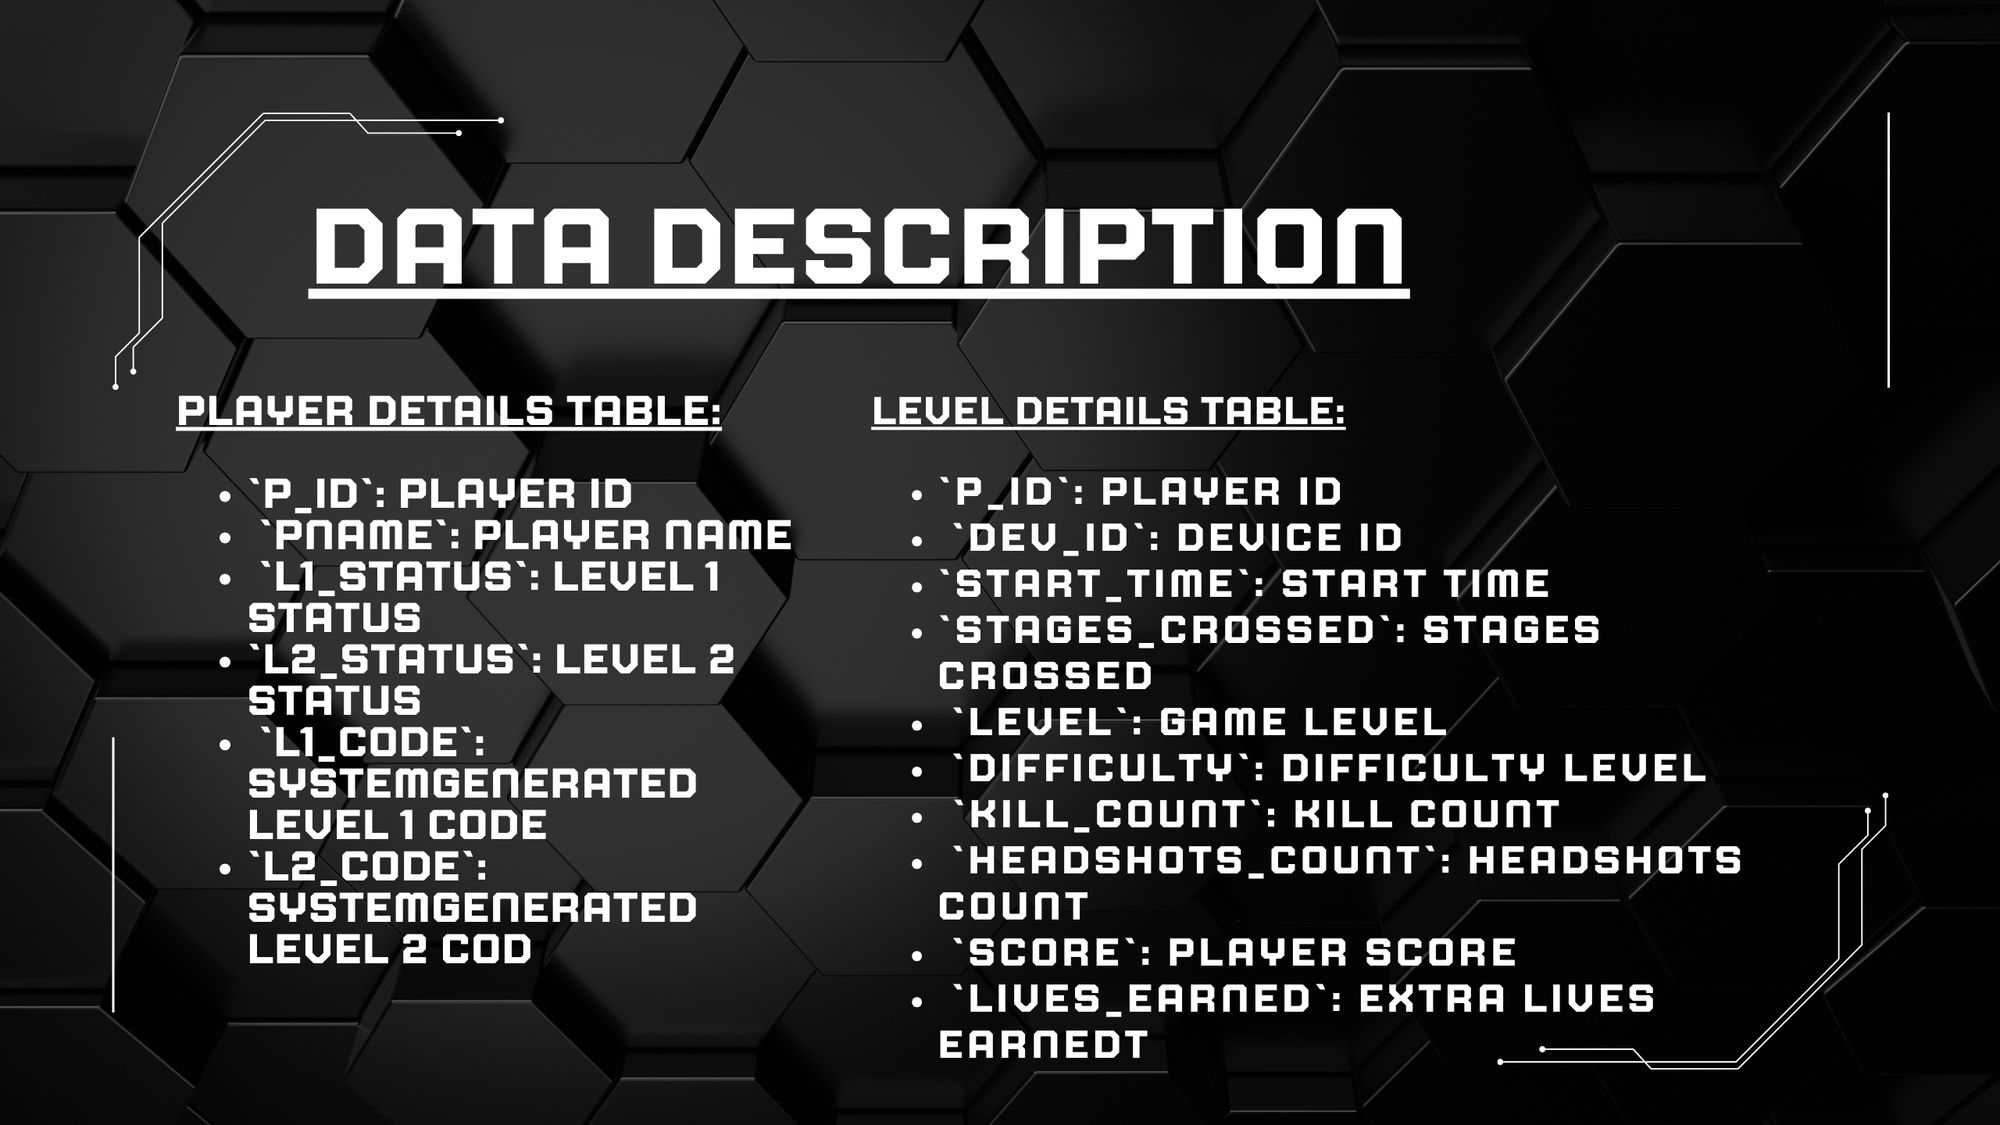 DATA DESCRIPTION
PLAYER DETAILS TABLE:
• `P_ID`: PLAYER ID
• `PNAME`: PLAYER NAME
• `L1_STATUS`: LEVEL 1
STATUS
• `L2_STATUS`: LEVEL 2
STATUS
• `L1_CODE`:
SYSTEMGENERATED
LEVEL 1 CODE
• `L2_CODE`:
SYSTEMGENERATED
LEVEL 2 COD
LEVEL DETAILS TABLE:
• `P_ID`: PLAYER ID
• `DEV_ID`: DEVICE ID
• `START_TIME`: START TIME
• `STAGES_CROSSED`: STAGES
CROSSED
• `LEVEL`: GAME LEVEL
• `DIFFICULTY`: DIFFICULTY LEVEL
• `KILL_COUNT`: KILL COUNT
• `HEADSHOTS_COUNT`: HEADSHOTS
COUNT
• `SCORE`: PLAYER SCORE
• `LIVES_EARNED`: EXTRA LIVES
EARNEDT